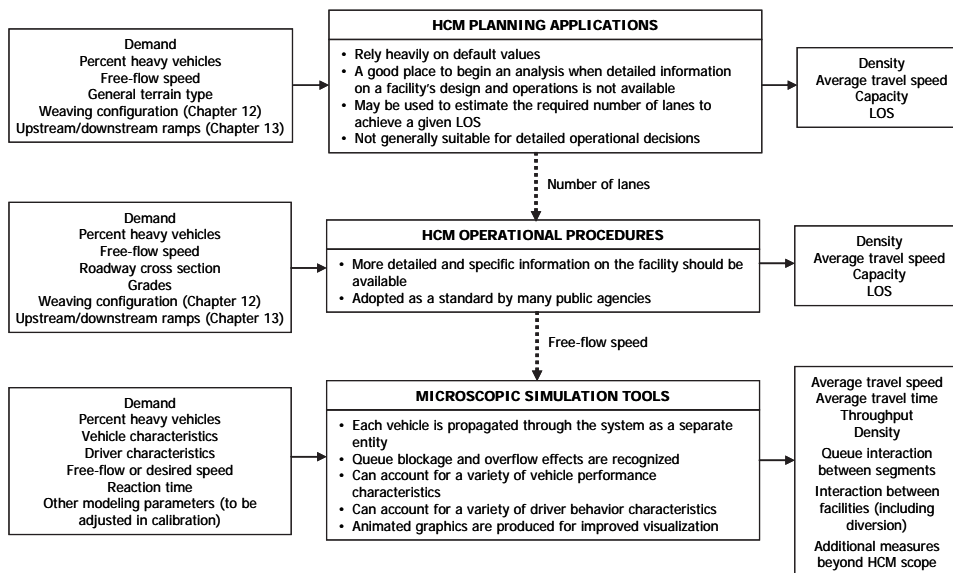 Demand
Percent heavy vehicles
Free-flow speed
General terrain type
Weaving configuration (Chapter 12)
Upstream/downstream ramps (Chapter 13)
HCM PLANNING APPLICATIONS
• Rely heavily on default values
• A good place to begin an analysis when detailed information
on a facility's design and operations is not available
• May be used to estimate the required number of lanes to
achieve a given LOS
• Not generally suitable for detailed operational decisions
Density
Average travel speed
Capacity
LOS
Number of lanes
Demand
Percent heavy vehicles
Free-flow speed
Roadway cross section
Grades
Weaving configuration (Chapter 12)
Upstream/downstream ramps (Chapter 13)
HCM OPERATIONAL PROCEDURES
• More detailed and specific information on the facility should be
available
• Adopted as a standard by many public agencies
Density
Average travel speed
Capacity
LOS
Free-flow speed
Demand
Percent heavy vehicles
Vehicle characteristics
Driver characteristics
Free-flow or desired speed
Reaction time
Other modeling parameters (to be
adjusted in calibration)
MICROSCOPIC SIMULATION TOOLS
• Each vehicle is propagated through the system as a separate
entity
• Queue blockage and overflow effects are recognized
• Can account for a variety of vehicle performance
characteristics
• Can account for a variety of driver behavior characteristics
• Animated graphics are produced for improved visualization
Average travel speed
Average travel time
Throughput
Density
Queue interaction
between segments
Interaction between
facilities (including
diversion)
Additional measures
beyond HCM scope